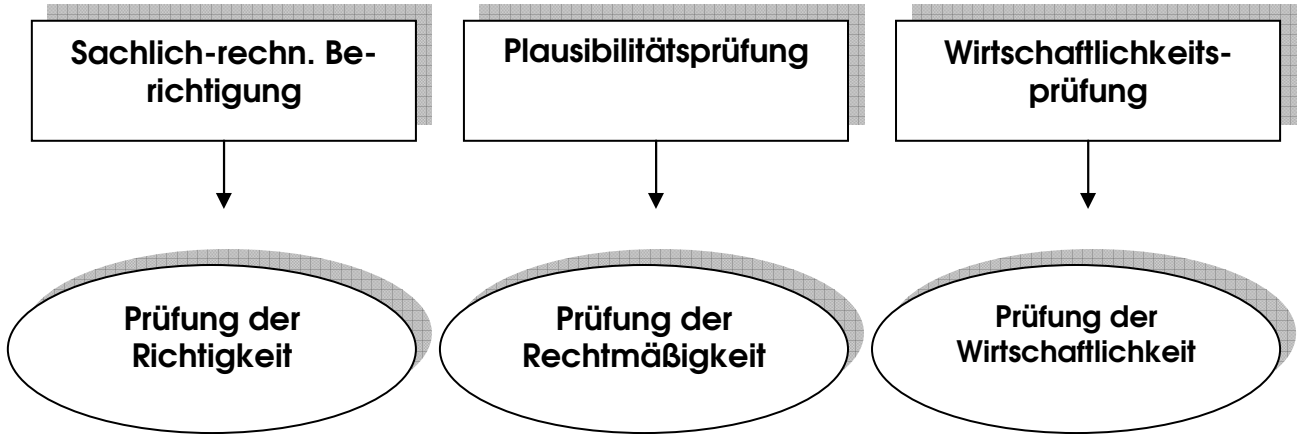 Sachlich-rechn. Be-
richtigung
Plausibilitätsprüfung
Wirtschaftlichkeits-
prüfung
Prüfung der
Richtigkeit
Prüfung der
Rechtmäßigkeit
Prüfung der
Wirtschaftlichkeit